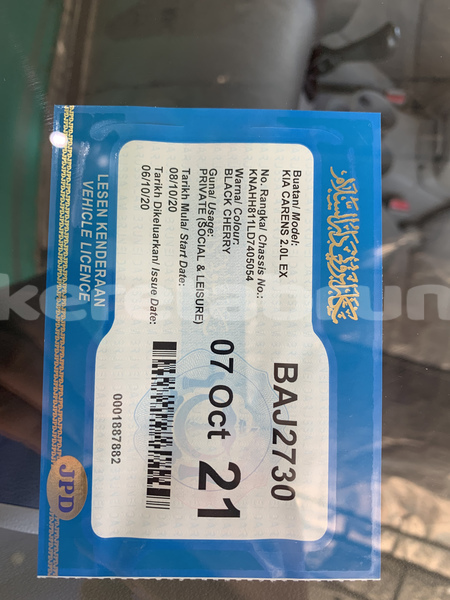 LESEN KENDERAAN
VEHICLE LICENCE
Buatan/ Model:
KIA CARENS 2.0L EX
No. Rangka/ Chassis No.:
KNAHH811LD7405054
Warna/ Colour:
BLACK CHERRY
Guna/ Usage:
PRIVATE (SOCIAL & LEISURE)
Tarikh Mula/ Start Date:
08/10/20
Tarikh Dikeluarkan/ Issue Date:
06/10/20
BAJ2730
07 Oct 21
0001887882
JPD